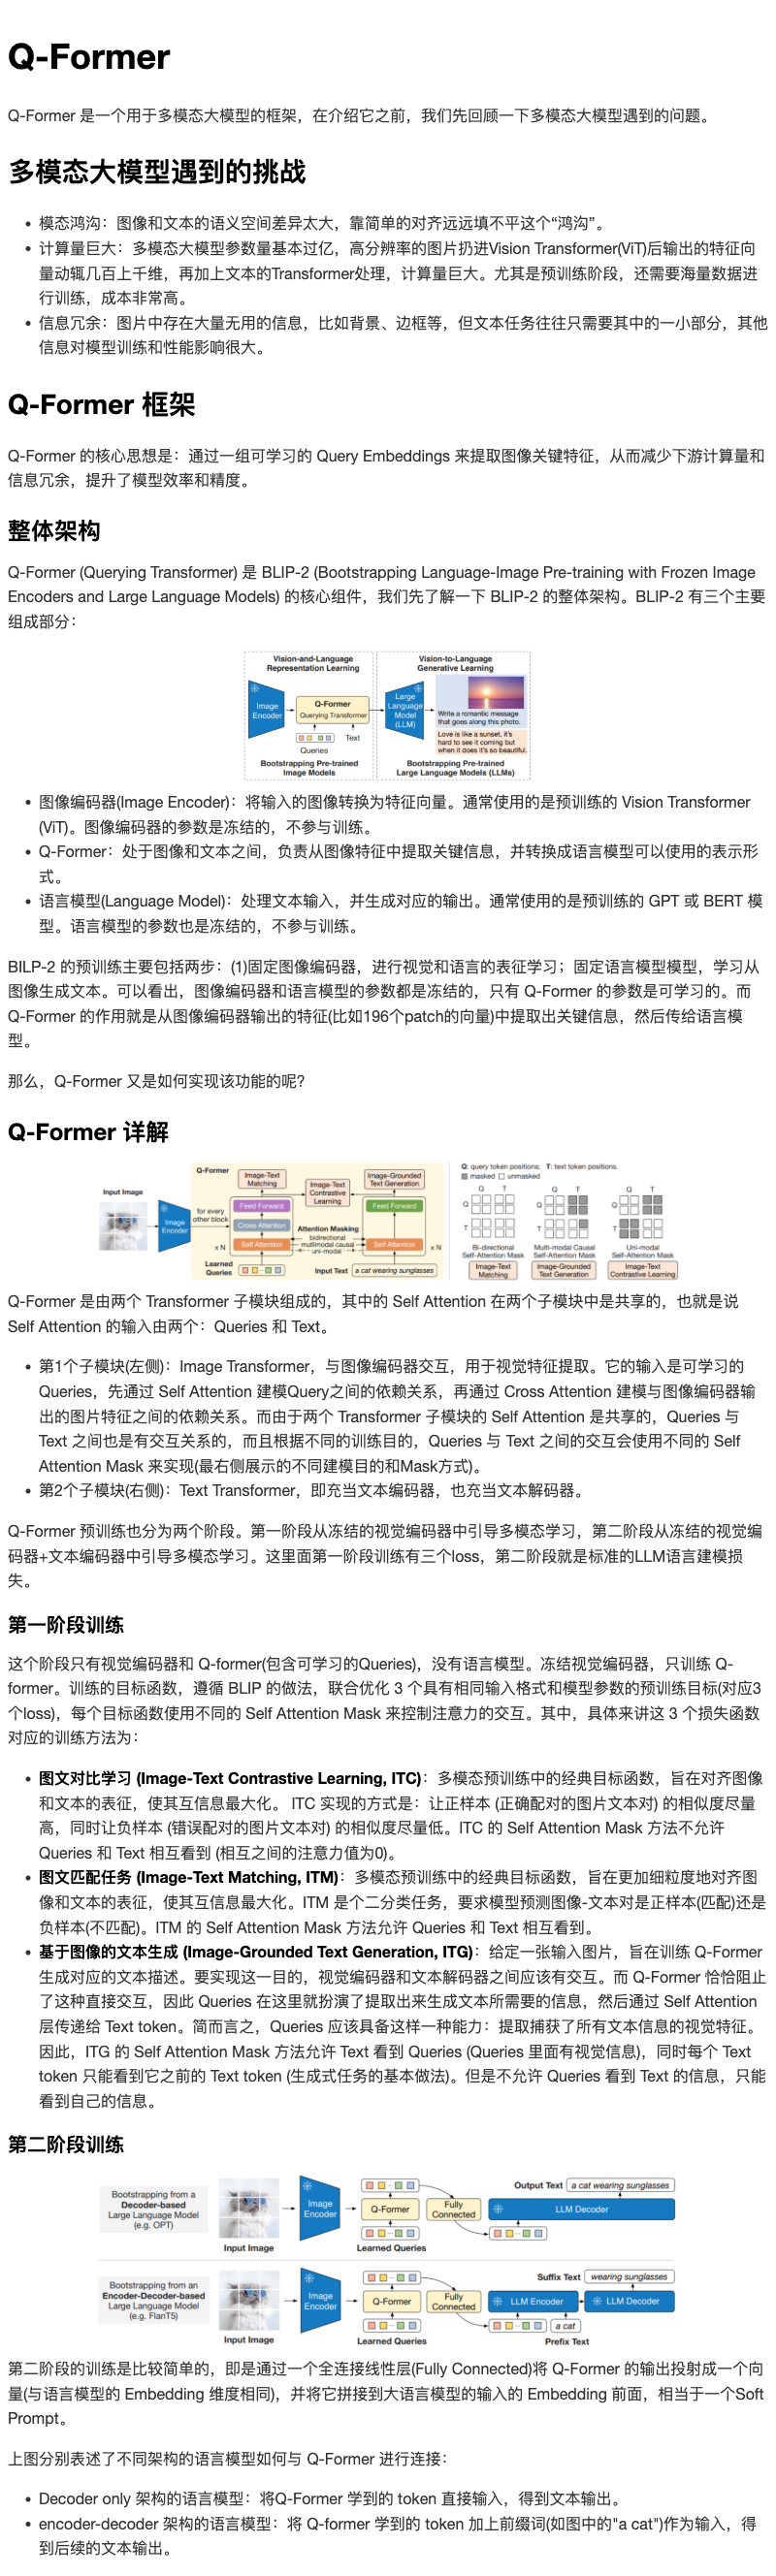 Q-Former
Q-Former 是一个用于多模态大模型的框架，在介绍它之前，我们先回顾一下多模态大模型遇到的问题。
多模态大模型遇到的挑战
• 模态鸿沟：图像和文本的语义空间差异太大，靠简单的对齐远远填不平这个“鸿沟”。
• 计算量巨大：多模态大模型参数量基本过亿，高分辨率的图片扔进Vision Transformer(ViT)后输出的特征向
量动辄几百上千维，再加上文本的Transformer处理，计算量巨大。尤其是预训练阶段，还需要海量数据进
行训练，成本非常高。
• 信息冗余：图片中存在大量无用的信息，比如背景、边框等，但文本任务往往只需要其中的一小部分，其他
信息对模型训练和性能影响很大。
Q-Former 框架
Q-Former 的核心思想是：通过一组可学习的 Query Embeddings 来提取图像关键特征，从而减少下游计算量和
信息冗余，提升了模型效率和精度。
整体架构
Q-Former (Querying Transformer) 是 BLIP-2 (Bootstrapping Language-Image Pre-training with Frozen Image
Encoders and Large Language Models) 的核心组件，我们先了解一下 BLIP-2 的整体架构。BLIP-2 有三个主要
组成部分：
Vision-and-Language
Representation Learning
Vision-to-Language
Generative Learning
Image
Encoder
Q-Former
Querying Transformer
Queries
Text
Large
Language
Model
(LLM)
Write a romantic message
that goes along this photo.
Love is like a sunset, it's
hard to see it coming but
when it does it's so beautiful.
Bootstrapping Pre-trained
Image Models
Bootstrapping Pre-trained
Large Language Models (LLMs)
• 图像编码器(Image Encoder)：将输入的图像转换为特征向量。通常使用的是预训练的 Vision Transformer
(ViT)。图像编码器的参数是冻结的，不参与训练。
• Q-Former：处于图像和文本之间，负责从图像特征中提取关键信息，并转换成语言模型可以使用的表示形
式。
• 语言模型(Language Model)：处理文本输入，并生成对应的输出。通常使用的是预训练的 GPT 或 BERT 模
型。语言模型的参数也是冻结的，不参与训练。
BILP-2 的预训练主要包括两步：(1)固定图像编码器，进行视觉和语言的表征学习；固定语言模型模型，学习从
图像生成文本。可以看出，图像编码器和语言模型的参数都是冻结的，只有 Q-Former 的参数是可学习的。而
Q-Former 的作用就是从图像编码器输出的特征(比如196个patch的向量)中提取出关键信息，然后传给语言模
型。
那么，Q-Former 又是如何实现该功能的呢?
Q-Former 详解
Input Image
Image
Encoder
Q-Former
for every
other block
Image-Text
Matching
Image-Text
Contrastive
Learning
Image-Grounded
Text Generation
Feed Forward
Cross Attention
Self Attention
Feed Forward
Self Attention
Attention Masking
bidirectional
multimodal causal
uni-modal
x N
x N
Learned
Queries
Input Text
a cat wearing sunglasses
Q: query token positions; T: text token positions.
masked unmasked
Q T
Q
T
Q T
Q
T
Q T
Q
T
Bi-directional
Self-Attention Mask
Multi-modal Causal
Self-Attention Mask
Uni-modal
Self-Attention Mask
Image-Text
Matching
Image-Grounded
Text Generation
Image-Text
Contrastive Learning
Q-Former 是由两个 Transformer 子模块组成的，其中的 Self Attention 在两个子模块中是共享的，也就是说
Self Attention 的输入由两个：Queries 和 Text。
• 第1个子模块(左侧)：Image Transformer，与图像编码器交互，用于视觉特征提取。它的输入是可学习的
Queries，先通过 Self Attention 建模Query之间的依赖关系，再通过 Cross Attention 建模与图像编码器输
出的图片特征之间的依赖关系。而由于两个 Transformer 子模块的 Self Attention 是共享的，Queries 与
Text 之间也是有交互关系的，而且根据不同的训练目的，Queries 与 Text 之间的交互会使用不同的 Self
Attention Mask 来实现(最右侧展示的不同建模目的和Mask方式)。
• 第2个子模块(右侧)：Text Transformer，即充当文本编码器，也充当文本解码器。
Q-Former 预训练也分为两个阶段。第一阶段从冻结的视觉编码器中引导多模态学习，第二阶段从冻结的视觉编
码器+文本编码器中引导多模态学习。这里面第一阶段训练有三个loss，第二阶段就是标准的LLM语言建模损
失。
第一阶段训练
这个阶段只有视觉编码器和 Q-former(包含可学习的Queries)，没有语言模型。冻结视觉编码器，只训练 Q-
former。训练的目标函数，遵循 BLIP 的做法，联合优化 3 个具有相同输入格式和模型参数的预训练目标(对应3
个loss)，每个目标函数使用不同的 Self Attention Mask 来控制注意力的交互。其中，具体来讲这 3 个损失函数
对应的训练方法为：
• 图文对比学习 (Image-Text Contrastive Learning, ITC)：多模态预训练中的经典目标函数，旨在对齐图像
和文本的表征，使其互信息最大化。 ITC 实现的方式是：让正样本 (正确配对的图片文本对) 的相似度尽量
高，同时让负样本 (错误配对的图片文本对) 的相似度尽量低。ITC 的 Self Attention Mask 方法不允许
Queries 和 Text 相互看到 (相互之间的注意力值为0)。
• 图文匹配任务 (Image-Text Matching, ITM)：多模态预训练中的经典目标函数，旨在更加细粒度地对齐图
像和文本的表征，使其互信息最大化。ITM 是个二分类任务，要求模型预测图像-文本对是正样本(匹配)还是
负样本(不匹配)。ITM 的 Self Attention Mask 方法允许 Queries 和 Text 相互看到。
• 基于图像的文本生成 (Image-Grounded Text Generation, ITG)：给定一张输入图片，旨在训练 Q-Former
生成对应的文本描述。要实现这一目的，视觉编码器和文本解码器之间应该有交互。而 Q-Former 恰恰阻止
了这种直接交互，因此 Queries 在这里就扮演了提取出来生成文本所需要的信息，然后通过 Self Attention
层传递给 Text token。简而言之，Queries 应该具备这样一种能力：提取捕获了所有文本信息的视觉特征。
因此，ITG 的 Self Attention Mask 方法允许 Text 看到 Queries (Queries 里面有视觉信息)，同时每个 Text
token 只能看到它之前的 Text token (生成式任务的基本做法)。但是不允许 Queries 看到 Text 的信息，只能
看到自己的信息。
第二阶段训练
Bootstrapping from a
Decoder-based
Large Language Model
(e.g. OPT)
Input Image
Image
Encoder
Q-Former
Learned Queries
Fully
Connected
Output Text
a cat wearing sunglasses
LLM Decoder
Bootstrapping from an
Encoder-Decoder-based
Large Language Model
(e.g. FlanT5)
Input Image
Image
Encoder
Q-Former
Learned Queries
Fully
Connected
Suffix Text
wearing sunglasses
LLM Encoder
LLM Decoder
a cat
Prefix Text
第二阶段的训练是比较简单的，即是通过一个全连接线性层(Fully Connected)将 Q-Former 的输出投射成一个向
量(与语言模型的 Embedding 维度相同)，并将它拼接到大语言模型的输入的 Embedding 前面，相当于一个Soft
Prompt。
上图分别表述了不同架构的语言模型如何与 Q-Former 进行连接：
• Decoder only 架构的语言模型：将Q-Former 学到的 token 直接输入，得到文本输出。
• encoder-decoder 架构的语言模型：将 Q-former 学到的 token 加上前缀词(如图中的"a cat")作为输入，得
到后续的文本输出。